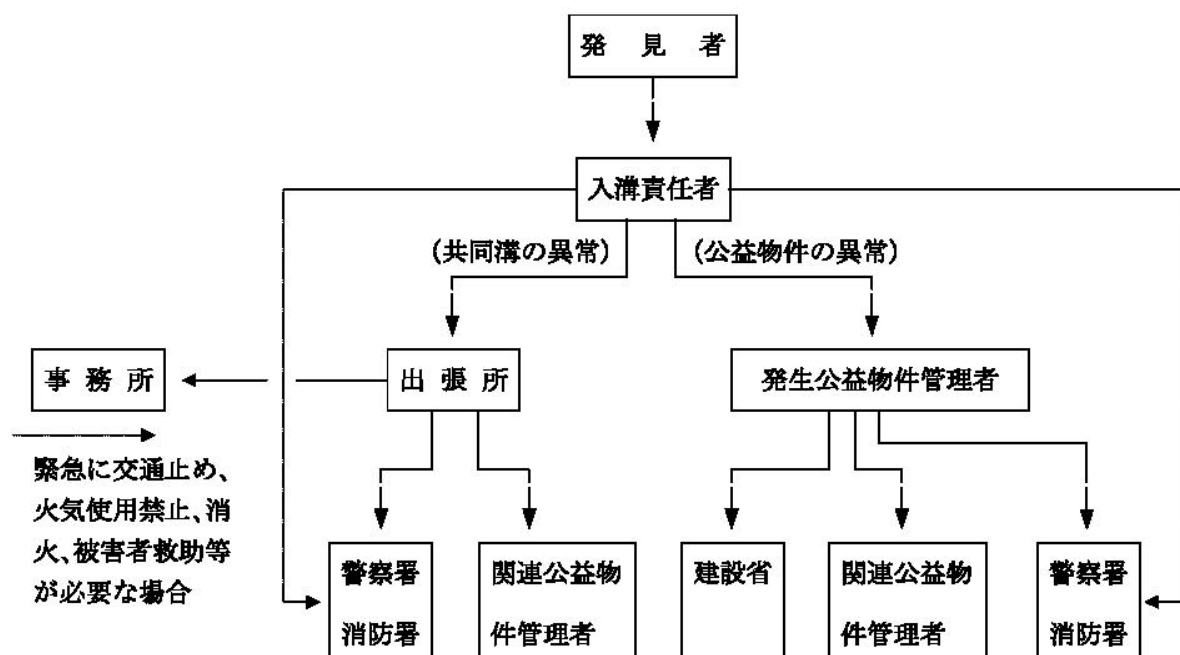 発見者
入溝責任者
(共同溝の異常)
(公益物件の異常)
事務所
出張所
発生公益物件管理者
緊急に交通止め、
火気使用禁止、消
火、被害者救助等
が必要な場合
警察署
消防署
関連公益物
件管理者
建設省
関連公益物
件管理者
警察署
消防署